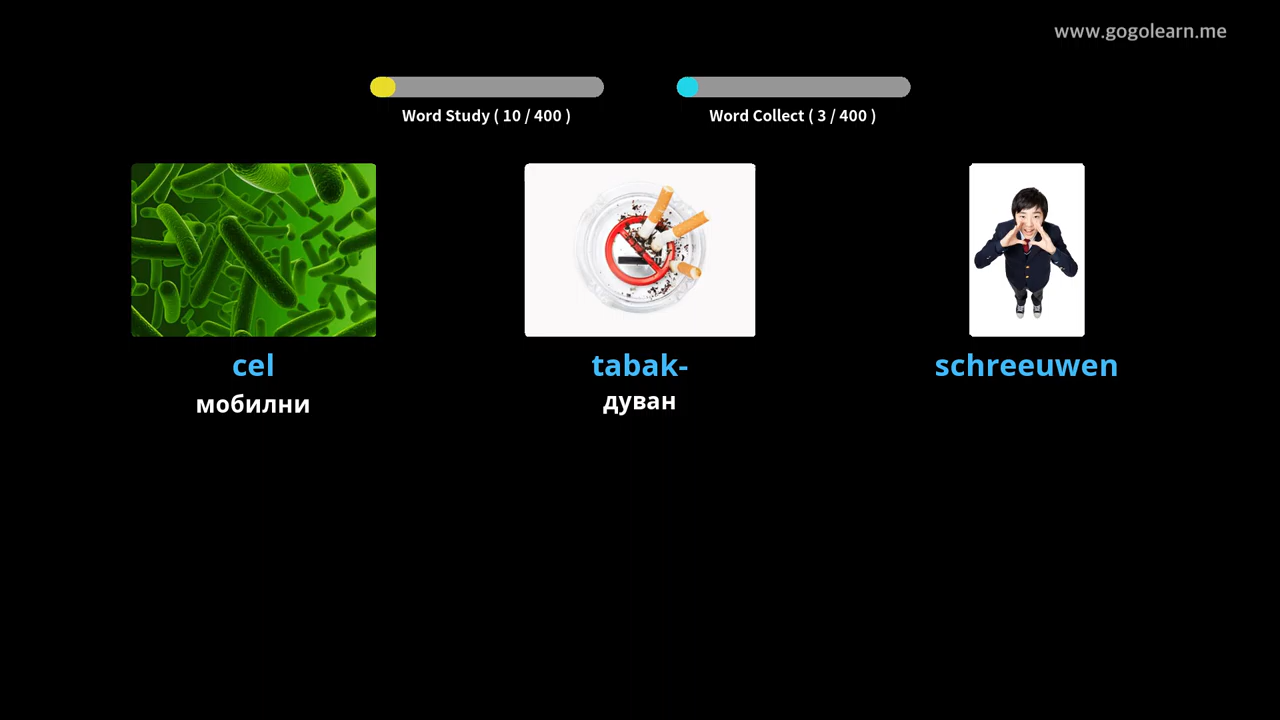 www.gogolearn.me
Word Study ( 10 / 400 )
Word Collect ( 3 / 400 )
cel
tabak-
schreeuwen
мобилни
дуван